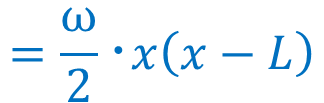 = ω/2 · x(x − L)